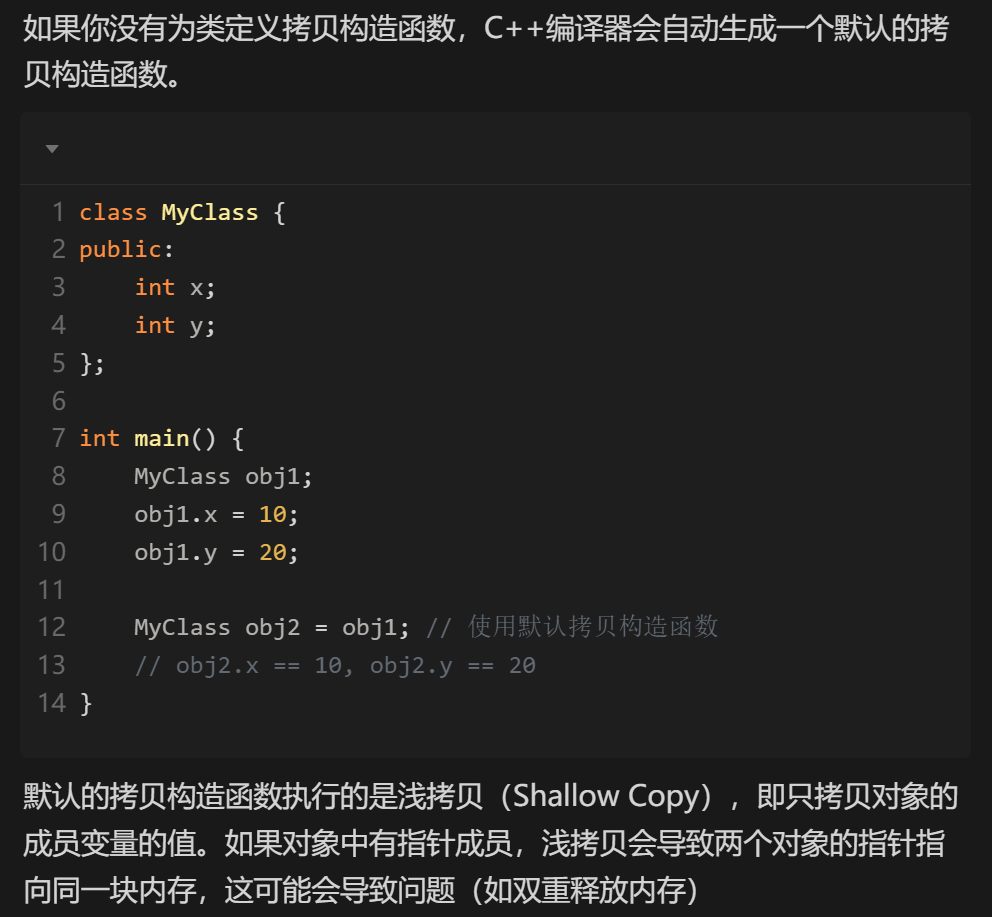 如果你没有为类定义拷贝构造函数，C++编译器会自动生成一个默认的拷
贝构造函数。
1 class MyClass {
2 public:
3     int x;
4     int y;
5 };
6
7 int main() {
8     MyClass obj1;
9     obj1.x = 10;
10     obj1.y = 20;
11
12     MyClass obj2 = obj1; // 使用默认拷贝构造函数
13     // obj2.x == 10, obj2.y == 20
14 }
默认的拷贝构造函数执行的是浅拷贝（Shallow Copy），即只拷贝对象的
成员变量的值。如果对象中有指针成员，浅拷贝会导致两个对象的指针指
向同一块内存，这可能会导致问题（如双重释放内存）